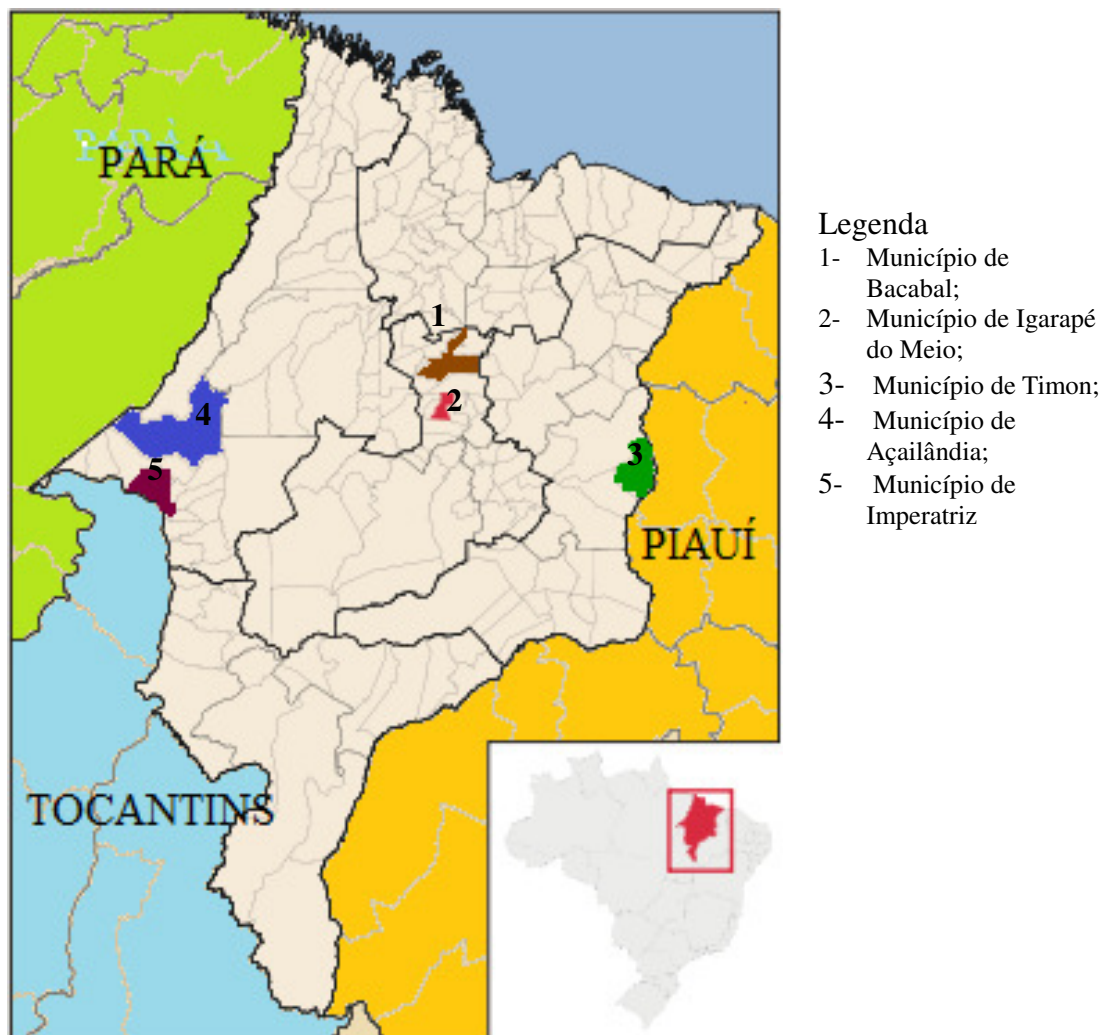 PARÁ
PARÁ
1
2
3
4
5
PIAUÍ
TOCANTINS
Legenda
1- Município de
Bacabal;
2- Município de Igarapé
do Meio;
3- Município de Timon;
4- Município de
Açailândia;
5- Município de
Imperatriz